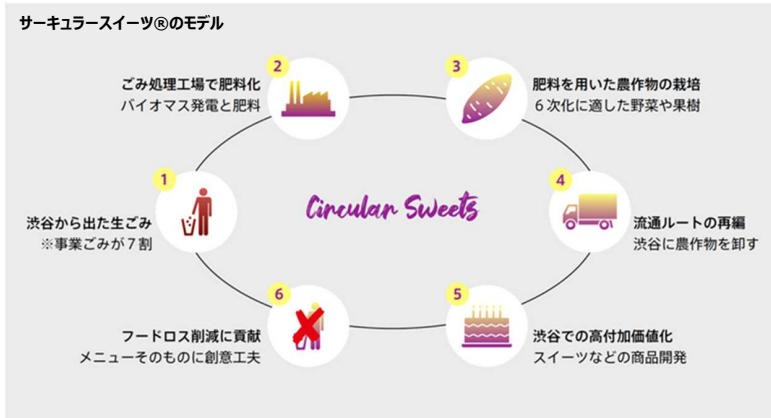 サーキュラースイーツ®のモデル
1
渋谷から出た生ごみ
※事業ごみが7割
2
ごみ処理工場で肥料化
バイオマス発電と肥料
3
肥料を用いた農作物の栽培
6次化に適した野菜や果樹
Circular Sweets
4
流通ルートの再編
渋谷に農作物を卸す
5
渋谷での高付加価値化
スイーツなどの商品開発
6
フードロス削減に貢献
メニューそのものに創意工夫